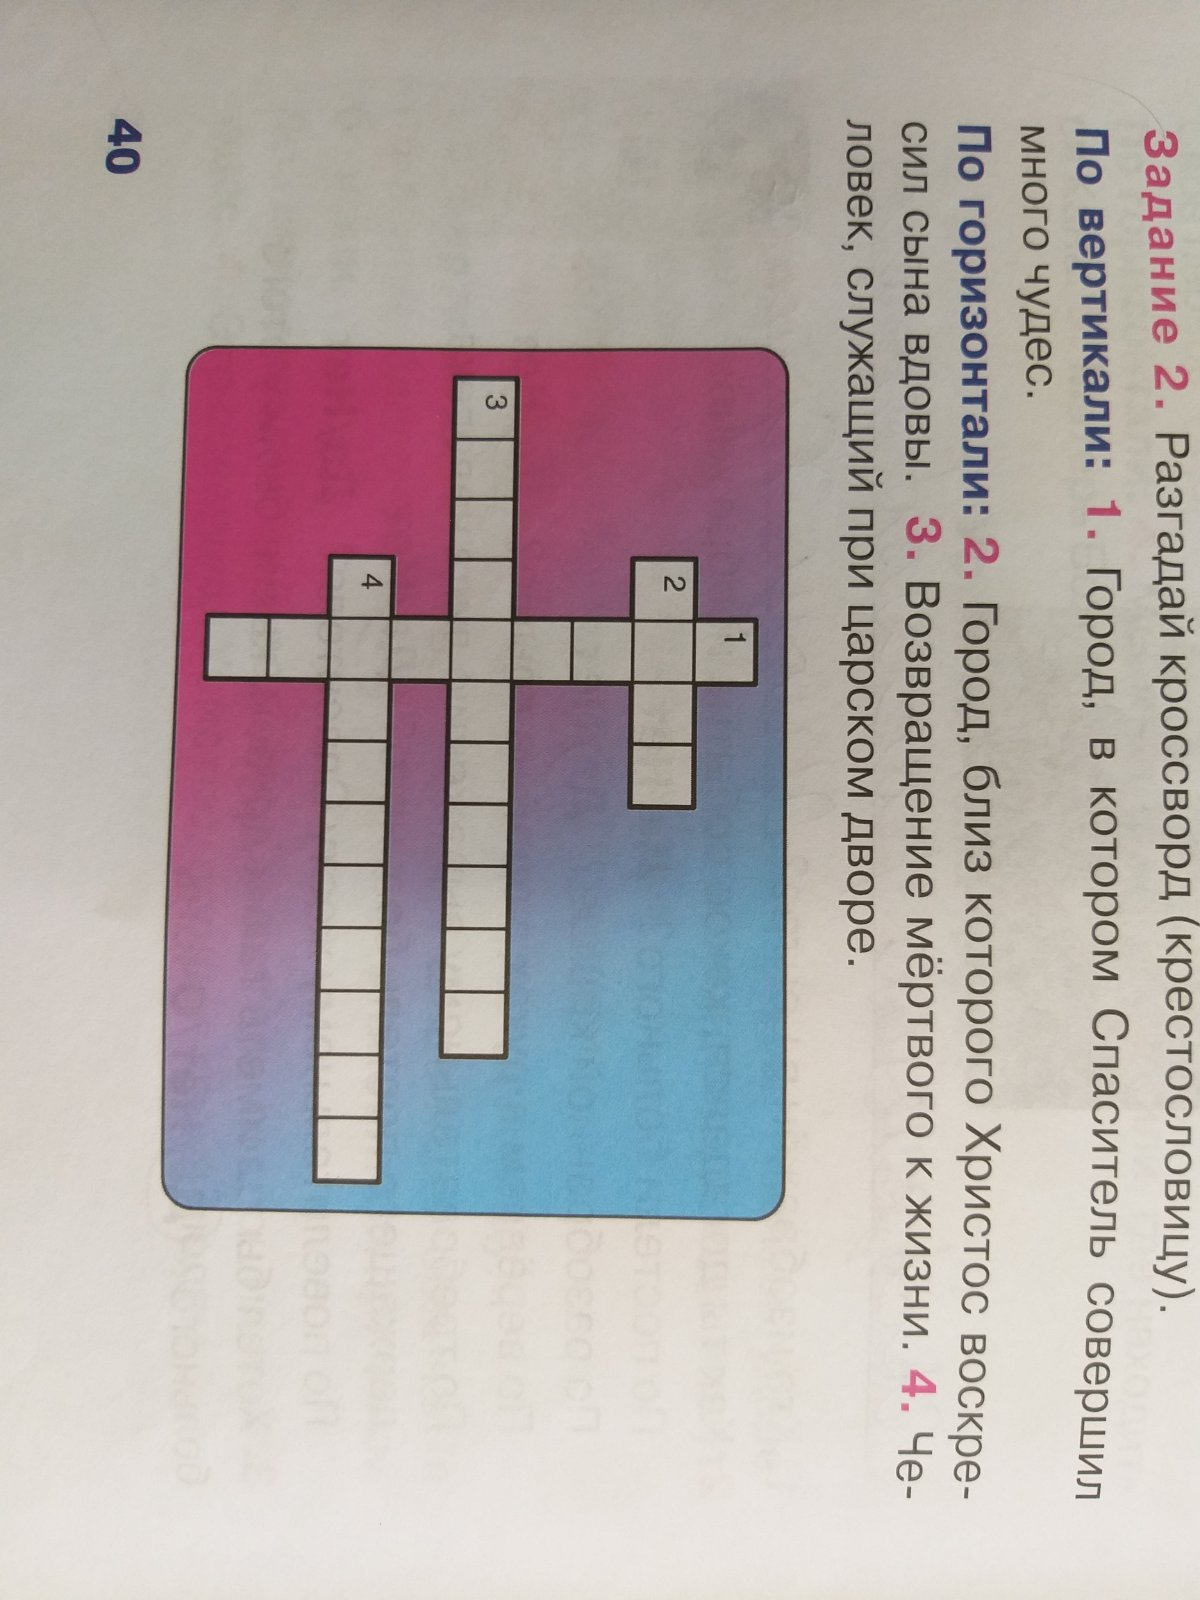 Задание 2. Разгадай кроссворд (крестословицу).
По вертикали: 1. Город, в котором Спаситель совершил
много чудес.
По горизонтали: 2. Город, близ которого Христос воскре-
сил сына вдовы. 3. Возвращение мёртвого к жизни. 4. Че-
ловек, служащий при царском дворе.
1
2
3
4
40